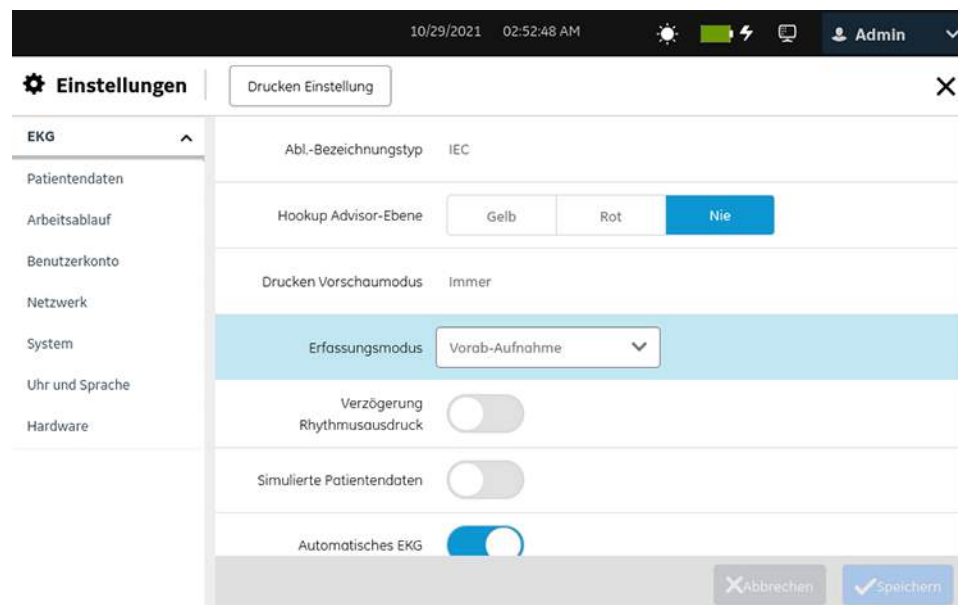 10/29/2021 02:52:48 AM Admin
Einstellungen Drucken Einstellung
EKG
Patientendaten
Arbeitsablauf
Benutzerkonto
Netzwerk
System
Uhr und Sprache
Hardware
Abl.-Bezeichnungstyp IEC
Hookup Advisor-Ebene Gelb Rot Nie
Drucken Vorschaumodus Immer
Erfassungsmodus Vorab-Aufnahme
Verzögerung
Rhythmusausdruck
Simulierte Patientendaten
Automatisches EKG
Abbrechen Speichern